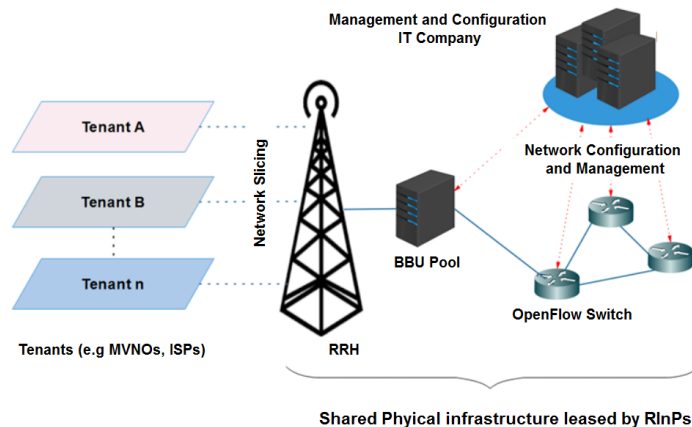 Management and Configuration
IT Company
Tenant A
Tenant B
Tenant n
Network Slicing
Network Configuration
and Management
BBU Pool
OpenFlow Switch
Tenants (e.g MVNOs, ISPs)
RRH
Shared Phyical infrastructure leased by RInPs